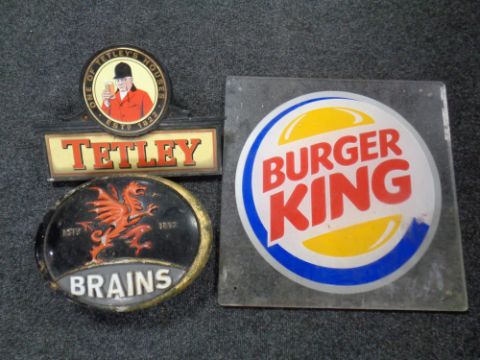 ONE OF TETLEY'S HOUSES
ESTD 1822
TETLEY
ESTD 1882
BRAINS
BURGER
KING